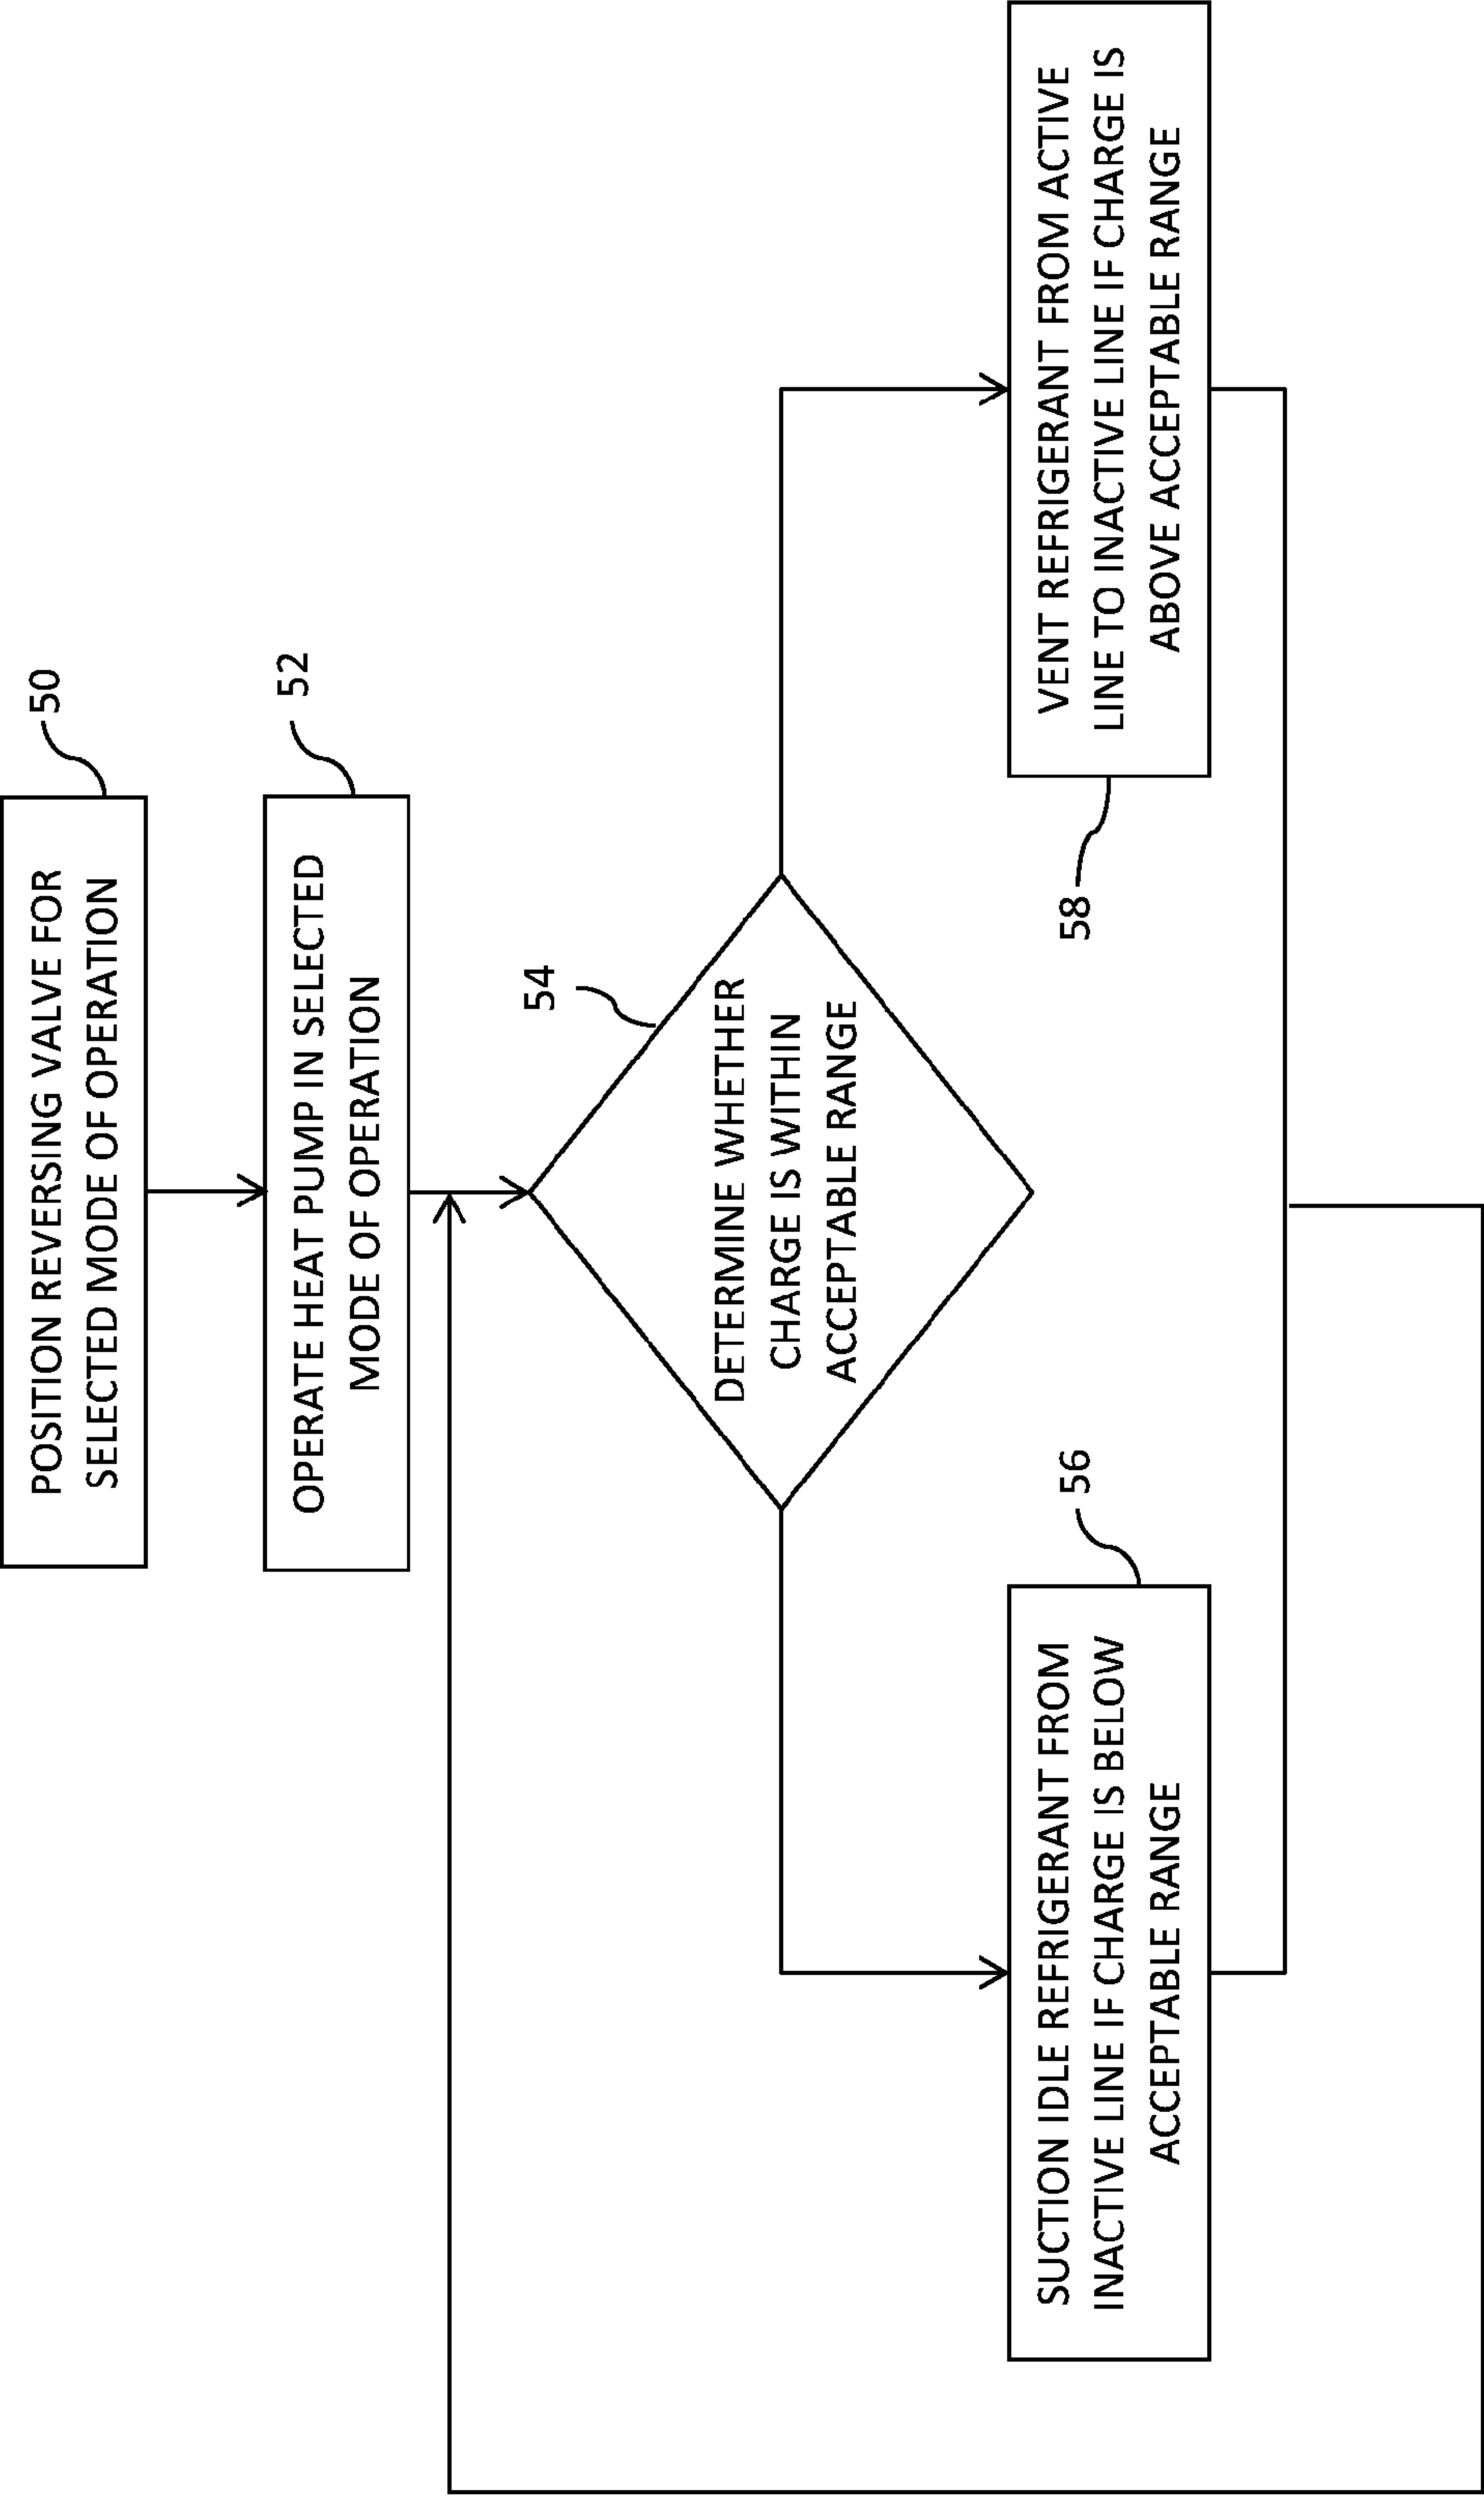 50
POSITION REVERSING VALVE FOR
SELECTED MODE OF OPERATION
52
OPERATE HEAT PUMP IN SELECTED
MODE OF OPERATION
54
DETERMINE WHETHER
CHARGE IS WITHIN
ACCEPTABLE RANGE
56
SUCTION IDLE REFRIGERANT FROM
INACTIVE LINE IF CHARGE IS BELOW
ACCEPTABLE RANGE
58
VENT REFRIGERANT FROM ACTIVE
LINE TO INACTIVE LINE IF CHARGE IS
ABOVE ACCEPTABLE RANGE